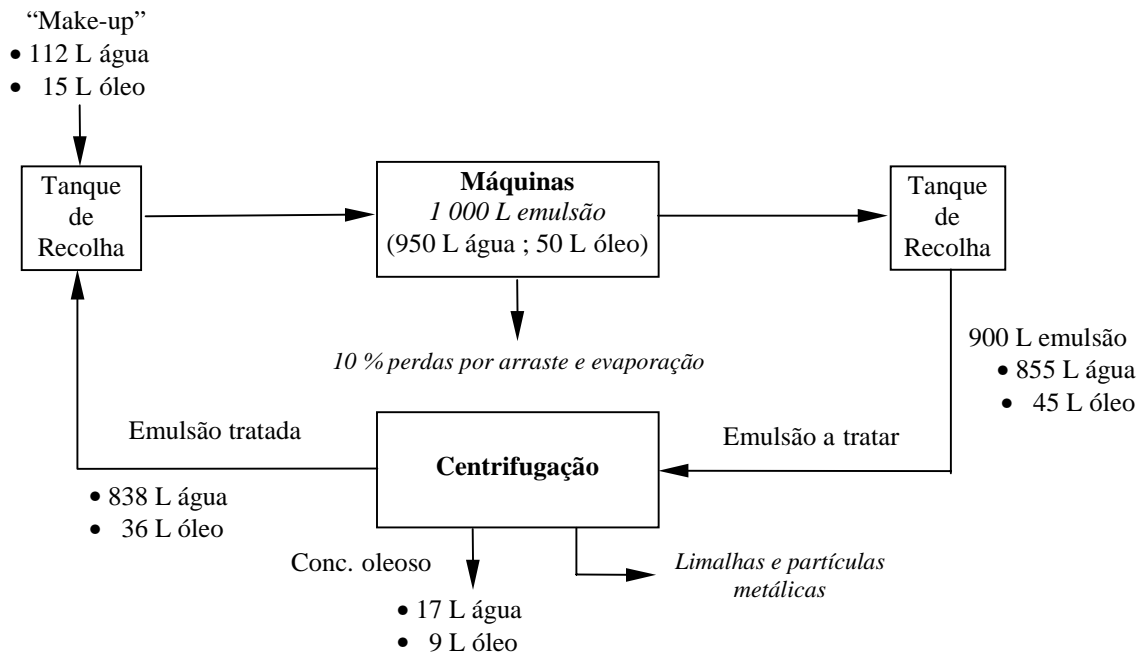 “Make-up”
• 112 L água
• 15 L óleo
Tanque
de
Recolha
Máquinas
1 000 L emulsão
(950 L água ; 50 L óleo)
Tanque
de
Recolha
10 % perdas por arraste e evaporação
900 L emulsão
• 855 L água
• 45 L óleo
Emulsão tratada
Centrifugação
Emulsão a tratar
• 838 L água
• 36 L óleo
Conc. oleoso
• 17 L água
• 9 L óleo
Limalhas e partículas
metálicas